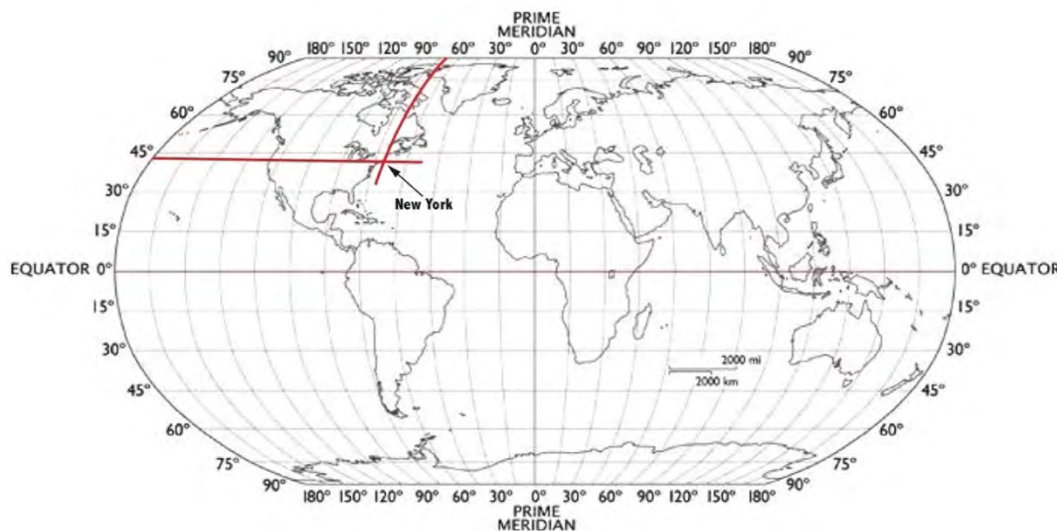 PRIME
MERIDIAN
180° 150° 120° 90° 60° 30° 0° 30° 60° 90° 120° 150° 180°
90° 90°
75° 75°
60° 60°
45° 45°
30° 30°
New York
15° 15°
EQUATOR 0° 0° EQUATOR
15° 15°
30° 30°
2000 mi
2000 km
45° 45°
60° 60°
75° 75°
90° 90°
180° 150° 120° 90° 60° 30° 0° 30° 60° 90° 120° 150° 180°
PRIME
MERIDIAN